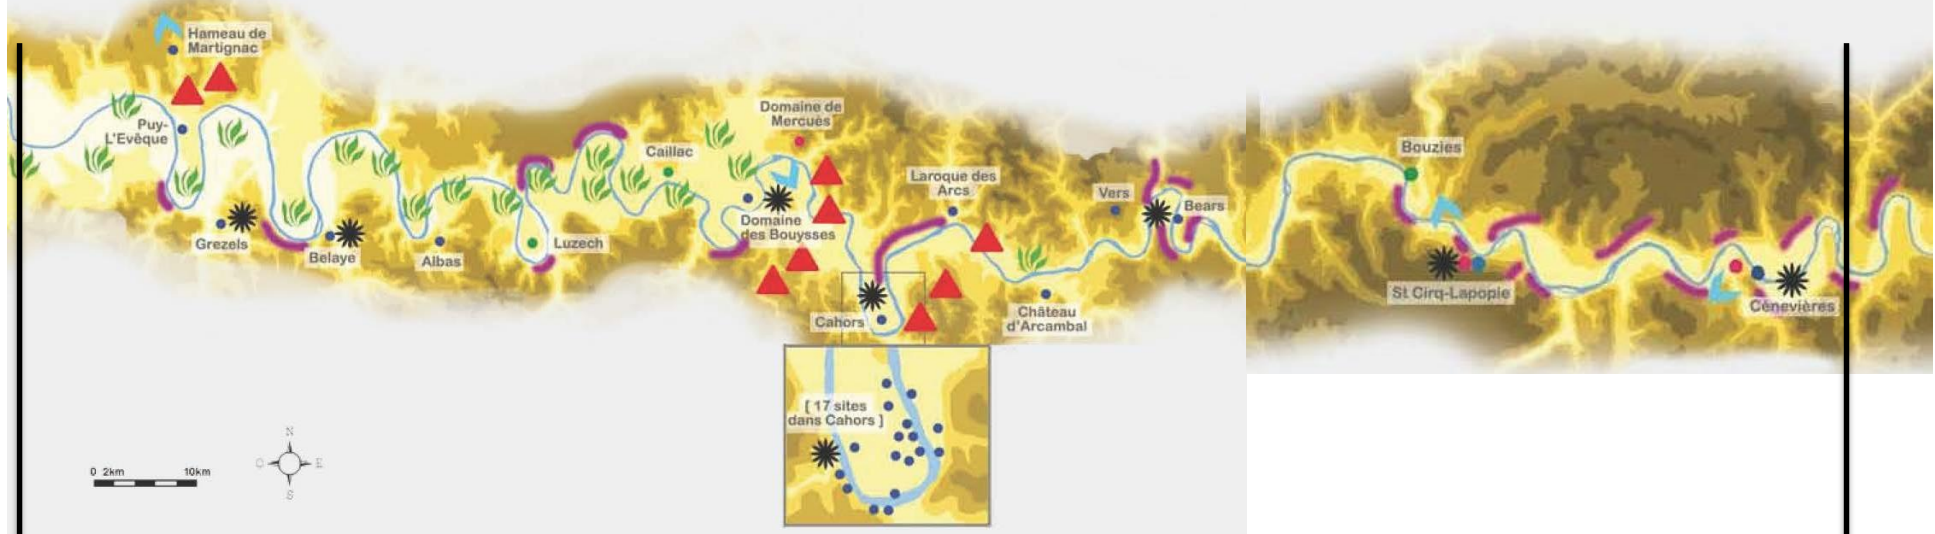 Hameau de
Martignac
Puy-
L'Evêque
Grezels
Belaye
Albas
Luzech
Caillac
Domaine de
Mercuès
Domaine
des Bouysses
Laroque des
Arcs
Vers
Bears
Cahors
Château
d'Arcambal
Bouzies
St Cirq-Lapopie
Cénevières
[ 17 sites
dans Cahors ]
0 2km 10km
N
O E
S